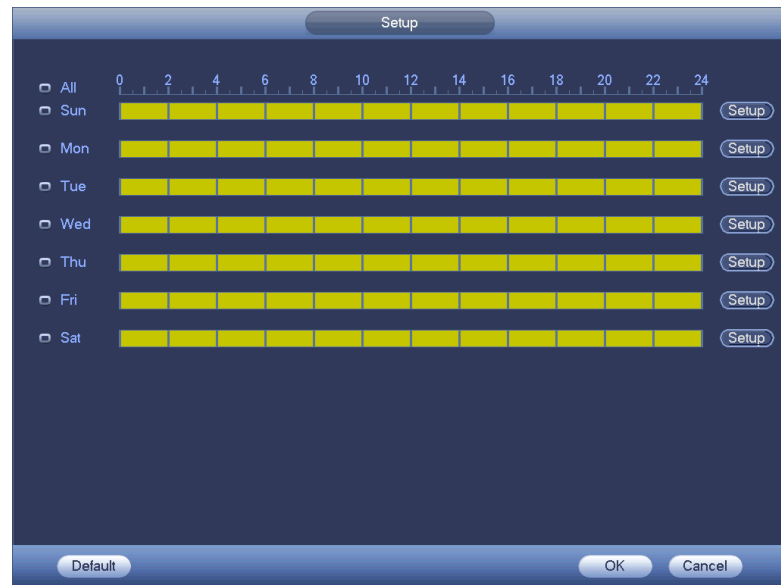 Setup
All 0 2 4 6 8 10 12 14 16 18 20 22 24
Sun Setup
Mon Setup
Tue Setup
Wed Setup
Thu Setup
Fri Setup
Sat Setup
Default OK Cancel